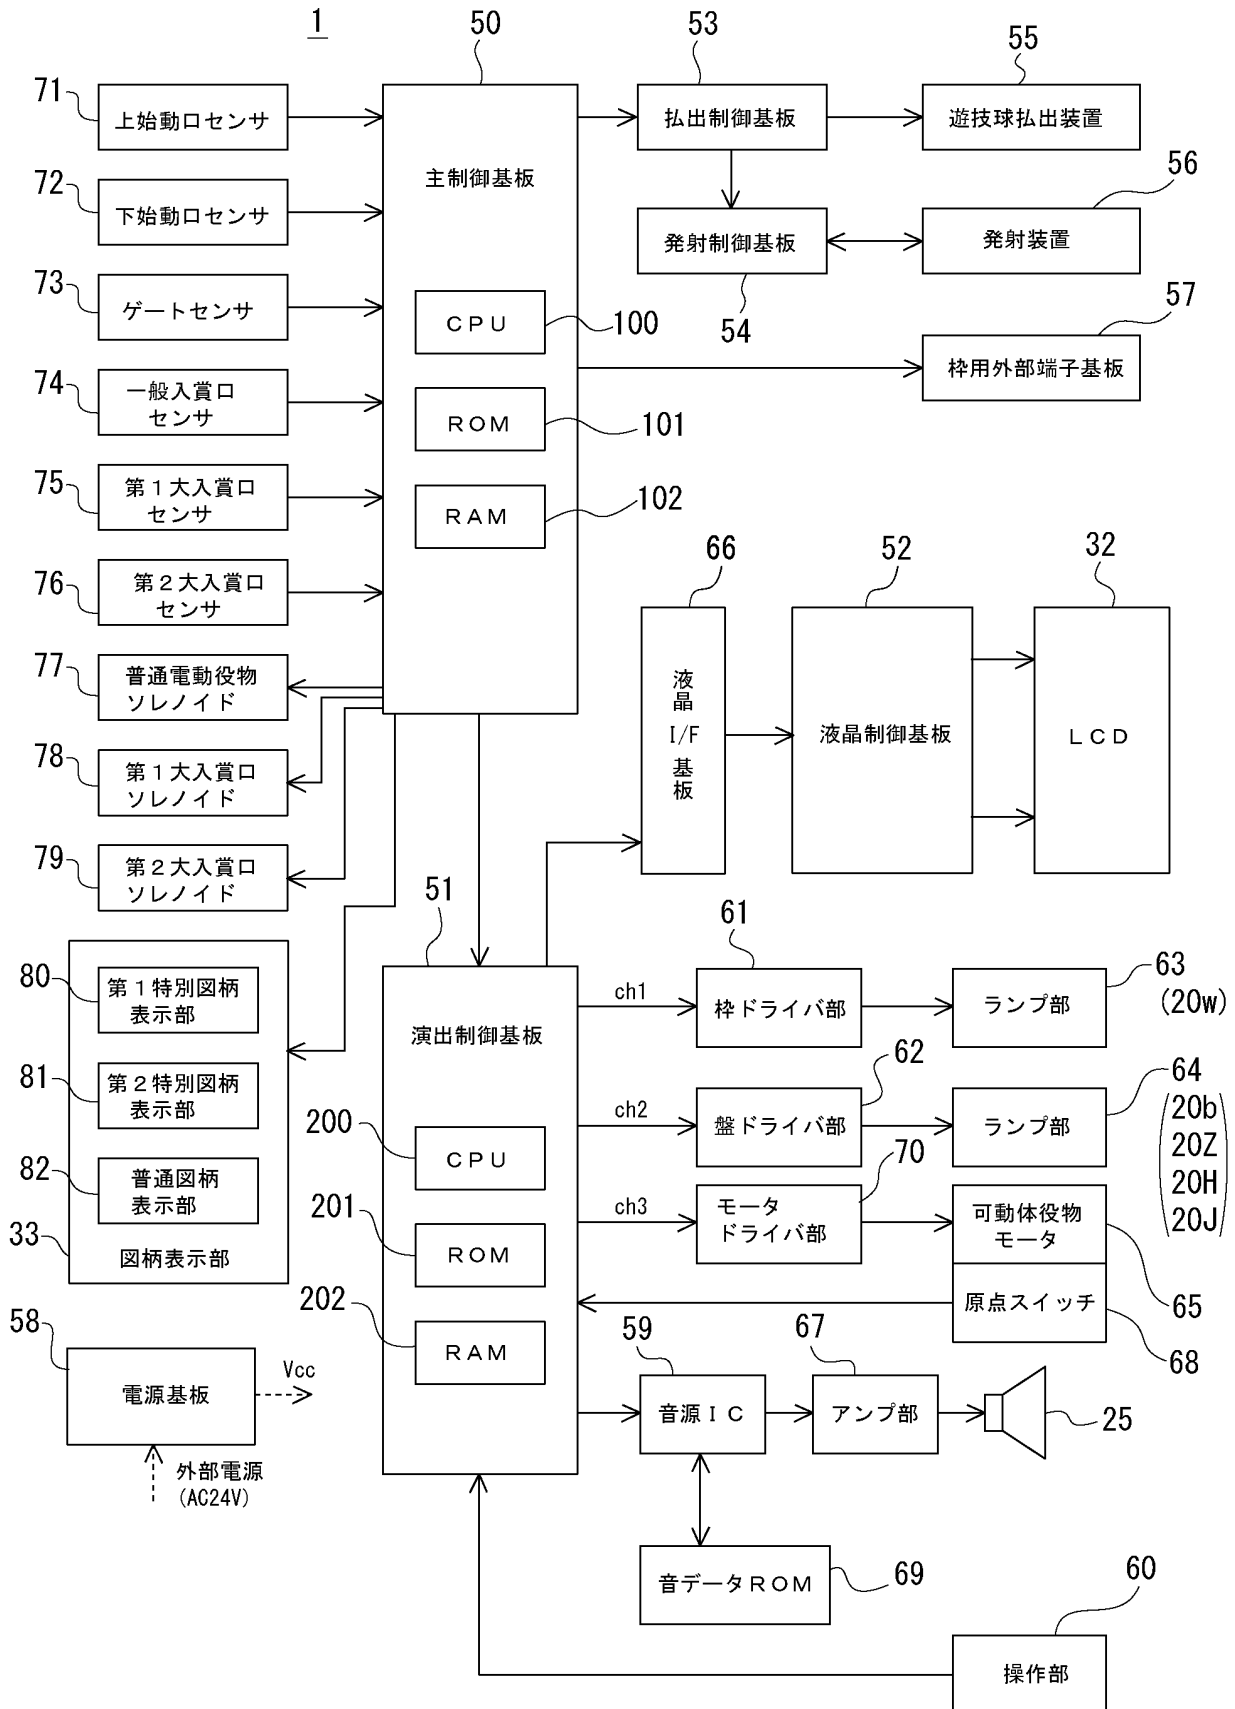 1
50
53
55
71
上始動口センサ
主制御基板
払出制御基板
遊技球払出装置
72
下始動口センサ
発射制御基板
54
56
発射装置
73
ゲートセンサ
CPU
100
57
枠用外部端子基板
74
一般入賞口
センサ
ROM
101
75
第1大入賞口
センサ
RAM
102
76
第2大入賞口
センサ
66
52
32
77
普通電動役物
ソレノイド
液晶
I/F
基板
液晶制御基板
LCD
78
第1大入賞口
ソレノイド
79
第2大入賞口
ソレノイド
51
61
80
第1特別図柄
表示部
演出制御基板
ch1
枠ドライバ部
ランプ部
63
(20w)
81
第2特別図柄
表示部
62
ch2
盤ドライバ部
ランプ部
64
(20b
20Z
20H
20J)
82
普通図柄
表示部
33
図柄表示部
200
CPU
70
ch3
モータ
ドライバ部
可動体役物
モータ
65
201
ROM
原点スイッチ
68
202
RAM
58
電源基板
Vcc
外部電源
(AC24V)
59
音源IC
67
アンプ部
25
音データROM
69
60
操作部